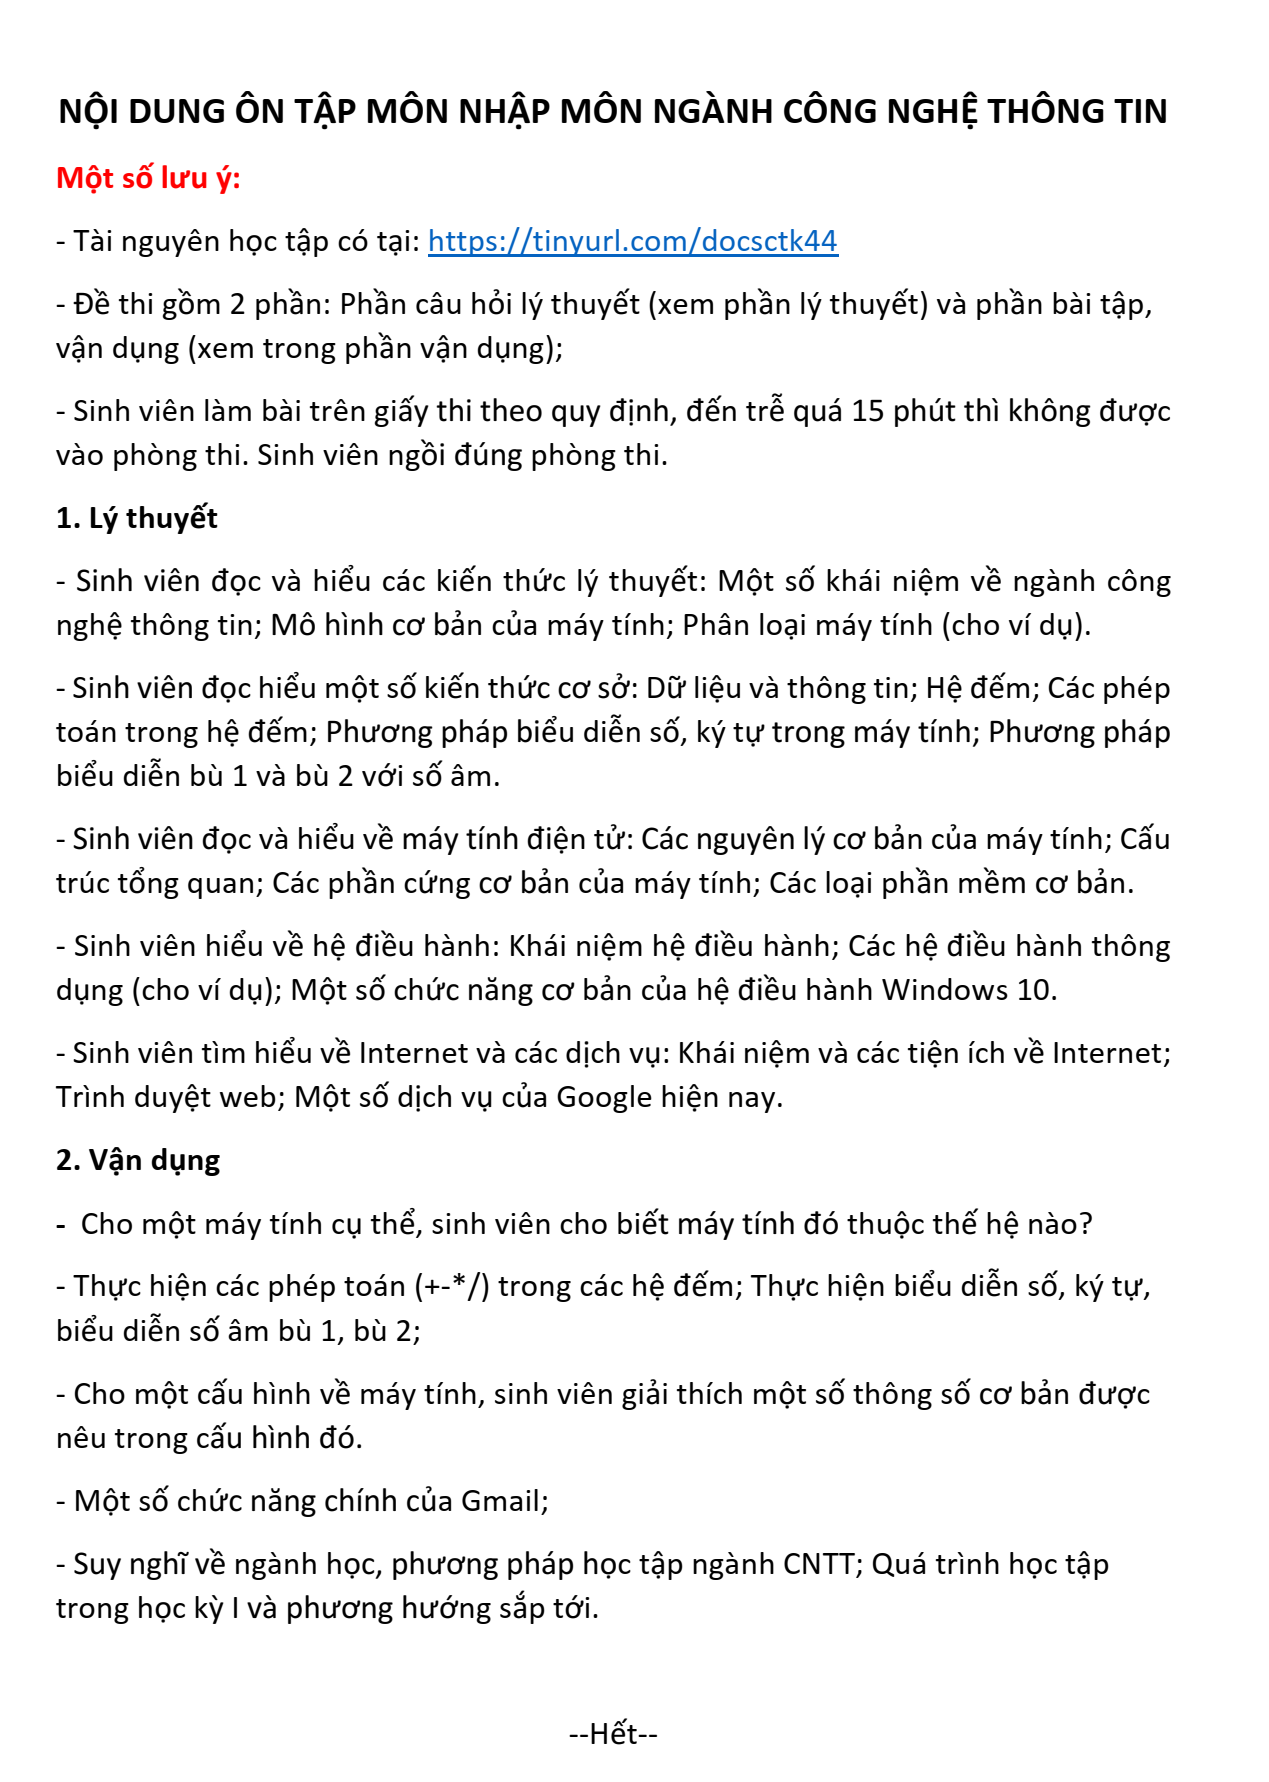 NỘI DUNG ÔN TẬP MÔN NHẬP MÔN NGÀNH CÔNG NGHỆ THÔNG TIN
Một số lưu ý:
- Tài nguyên học tập có tại: https://tinyurl.com/docsctk44
- Đề thi gồm 2 phần: Phần câu hỏi lý thuyết (xem phần lý thuyết) và phần bài tập,
vận dụng (xem trong phần vận dụng);
- Sinh viên làm bài trên giấy thi theo quy định, đến trễ quá 15 phút thì không được
vào phòng thi. Sinh viên ngồi đúng phòng thi.
1. Lý thuyết
- Sinh viên đọc và hiểu các kiến thức lý thuyết: Một số khái niệm về ngành công
nghệ thông tin; Mô hình cơ bản của máy tính; Phân loại máy tính (cho ví dụ).
- Sinh viên đọc hiểu một số kiến thức cơ sở: Dữ liệu và thông tin; Hệ đếm; Các phép
toán trong hệ đếm; Phương pháp biểu diễn số, ký tự trong máy tính; Phương pháp
biểu diễn bù 1 và bù 2 với số âm.
- Sinh viên đọc và hiểu về máy tính điện tử: Các nguyên lý cơ bản của máy tính; Cấu
trúc tổng quan; Các phần cứng cơ bản của máy tính; Các loại phần mềm cơ bản.
- Sinh viên hiểu về hệ điều hành: Khái niệm hệ điều hành; Các hệ điều hành thông
dụng (cho ví dụ); Một số chức năng cơ bản của hệ điều hành Windows 10.
- Sinh viên tìm hiểu về Internet và các dịch vụ: Khái niệm và các tiện ích về Internet;
Trình duyệt web; Một số dịch vụ của Google hiện nay.
2. Vận dụng
- Cho một máy tính cụ thể, sinh viên cho biết máy tính đó thuộc thế hệ nào?
- Thực hiện các phép toán (+-*/) trong các hệ đếm; Thực hiện biểu diễn số, ký tự,
biểu diễn số âm bù 1, bù 2;
- Cho một cấu hình về máy tính, sinh viên giải thích một số thông số cơ bản được
nêu trong cấu hình đó.
- Một số chức năng chính của Gmail;
- Suy nghĩ về ngành học, phương pháp học tập ngành CNTT; Quá trình học tập
trong học kỳ I và phương hướng sắp tới.
--Hết--